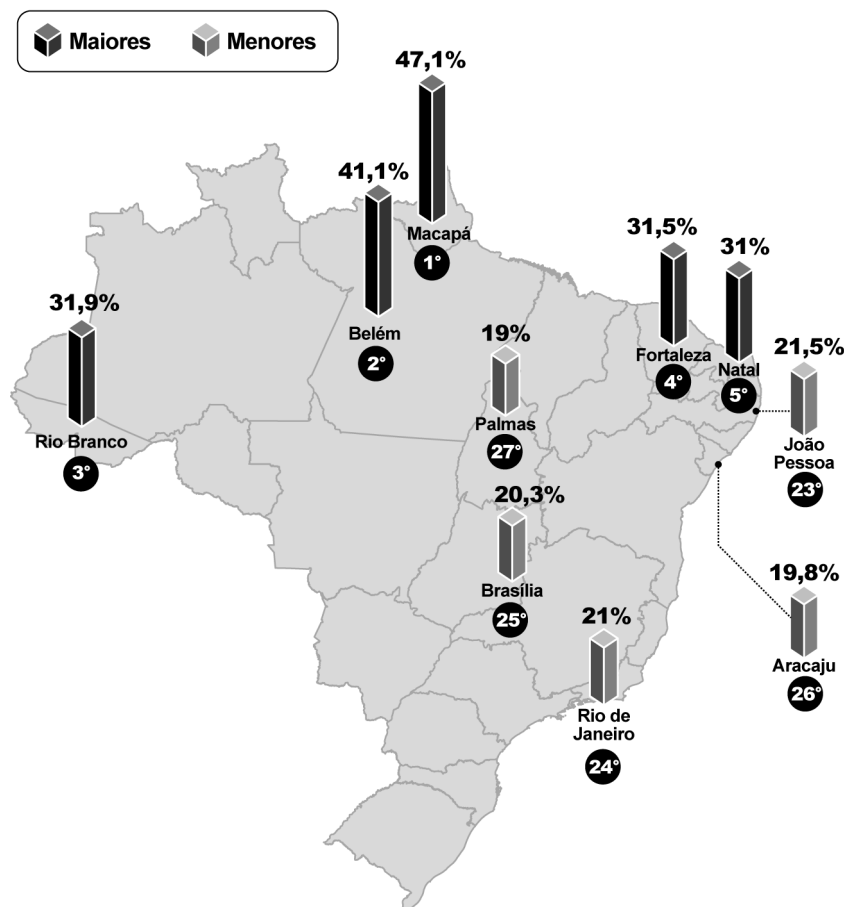 Maiores
Menores
47,1%
Macapá
1°
41,1%
Belém
2°
31,9%
Rio Branco
3°
31,5%
Fortaleza
4°
31%
Natal
5°
21,5%
João
Pessoa
23°
19%
Palmas
27°
20,3%
Brasília
25°
21%
Rio de
Janeiro
24°
19,8%
Aracaju
26°